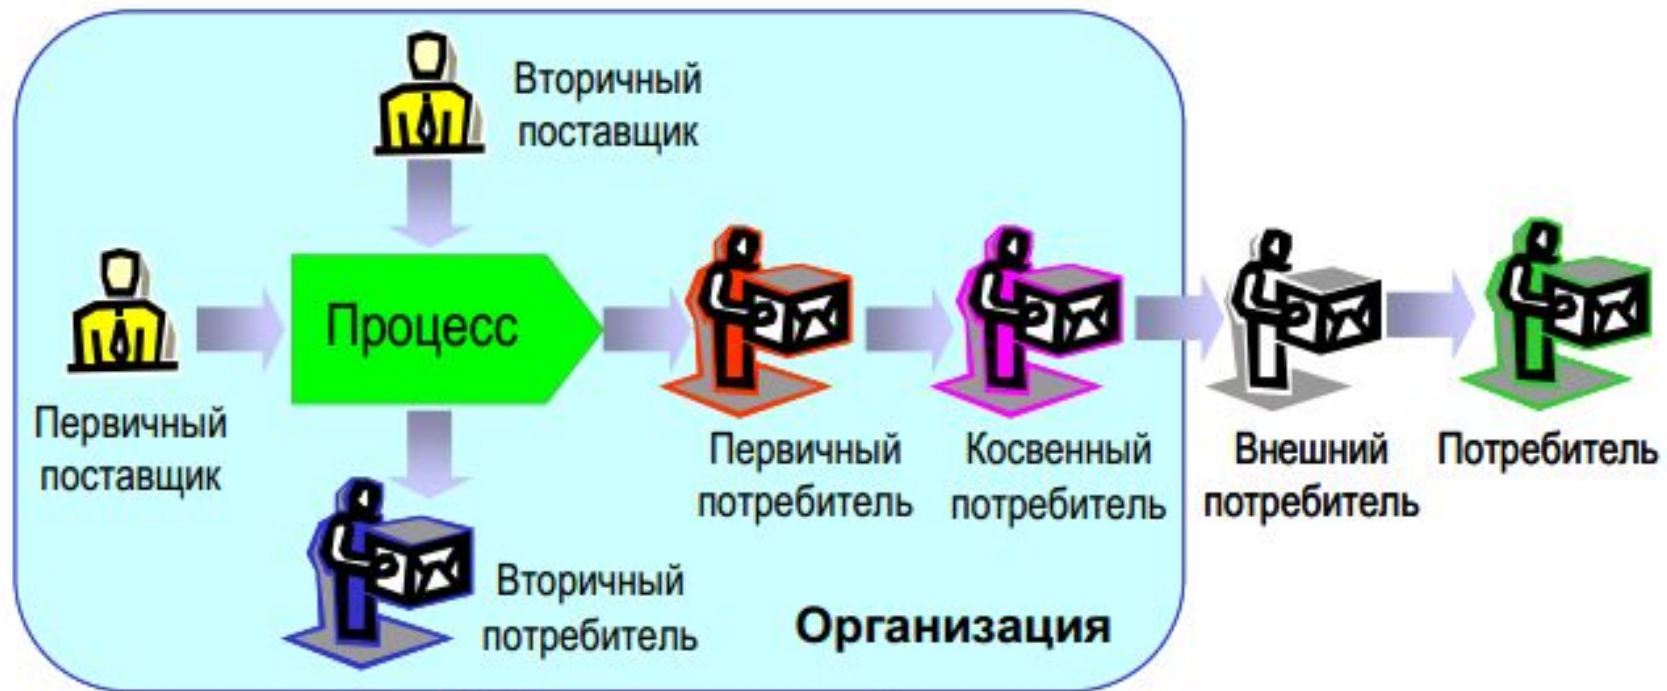 Вторичный
поставщик
Процесс
Первичный
поставщик
Первичный
потребитель
Косвенный
потребитель
Внешний
потребитель
Потребитель
Вторичный
потребитель
Организация